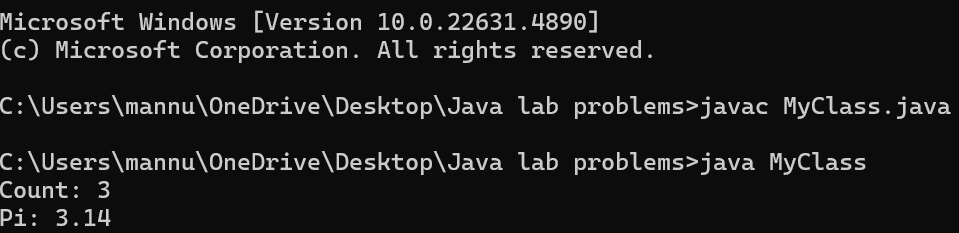 Microsoft Windows [Version 10.0.22631.4890]
(c) Microsoft Corporation. All rights reserved.
C:\Users\mannu\OneDrive\Desktop\Java lab problems>javac MyClass.java
C:\Users\mannu\OneDrive\Desktop\Java lab problems>java MyClass
Count: 3
Pi: 3.14